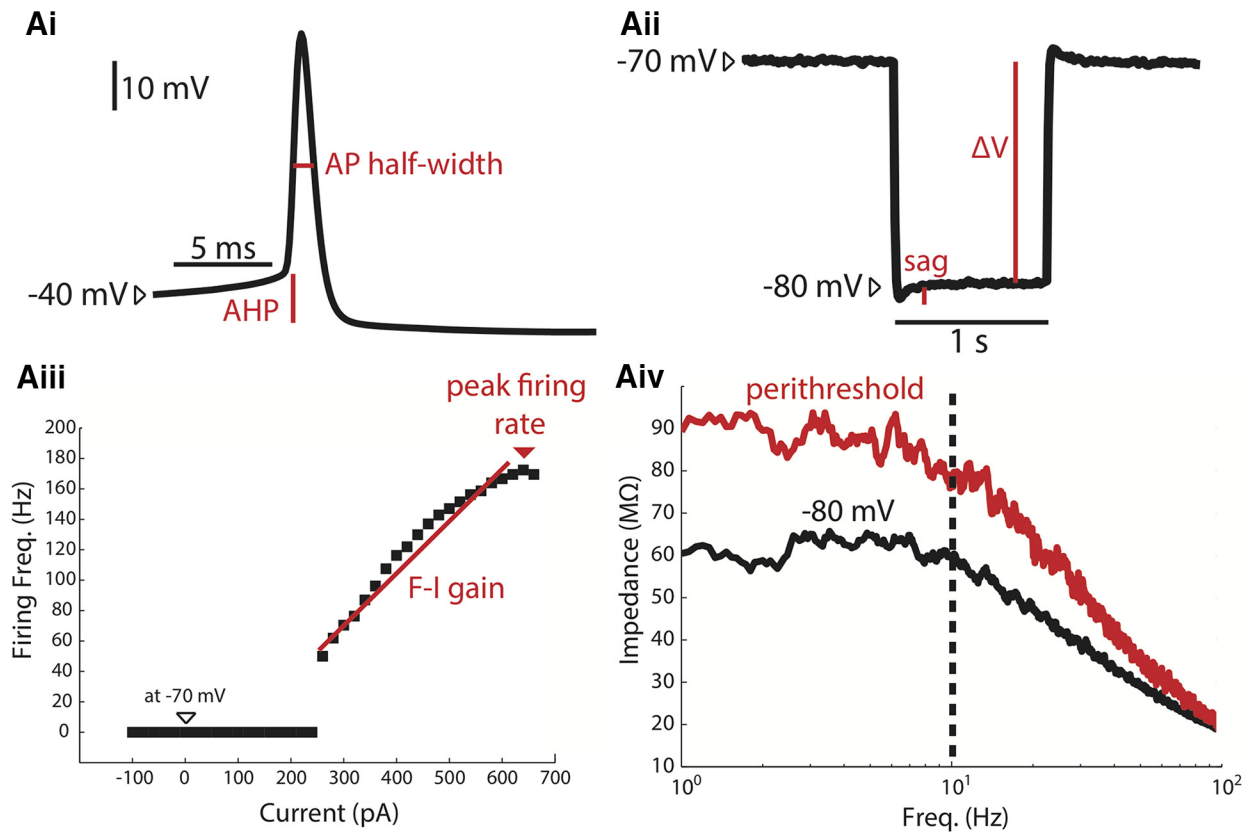 Ai
10 mV
AP half-width
5 ms
-40 mV
AHP
Aii
-70 mV
ΔV
sag
-80 mV
1 s
Aiii
peak firing
rate
200
180
160
140
120
100
80
60
40
20
0
Firing Freq. (Hz)
F-I gain
at -70 mV
-100 0 100 200 300 400 500 600 700
Current (pA)
Aiv
perithreshold
-80 mV
90
80
70
60
50
40
30
20
10
Impedance (MΩ)
10⁰ 10¹ 10²
Freq. (Hz)